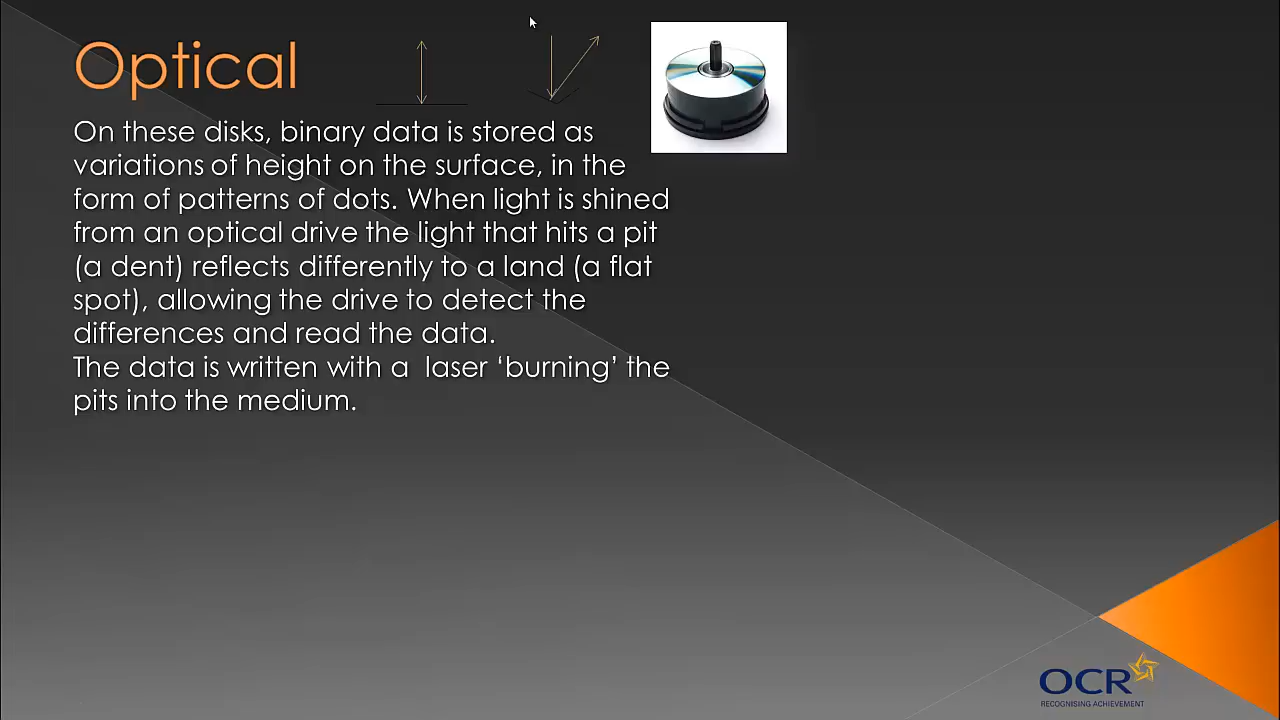 Optical
On these disks, binary data is stored as
variations of height on the surface, in the
form of patterns of dots. When light is shined
from an optical drive the light that hits a pit
(a dent) reflects differently to a land (a flat
spot), allowing the drive to detect the
differences and read the data.
The data is written with a  laser ‘burning’ the
pits into the medium.
OCR
RECOGNISING ACHIEVEMENT